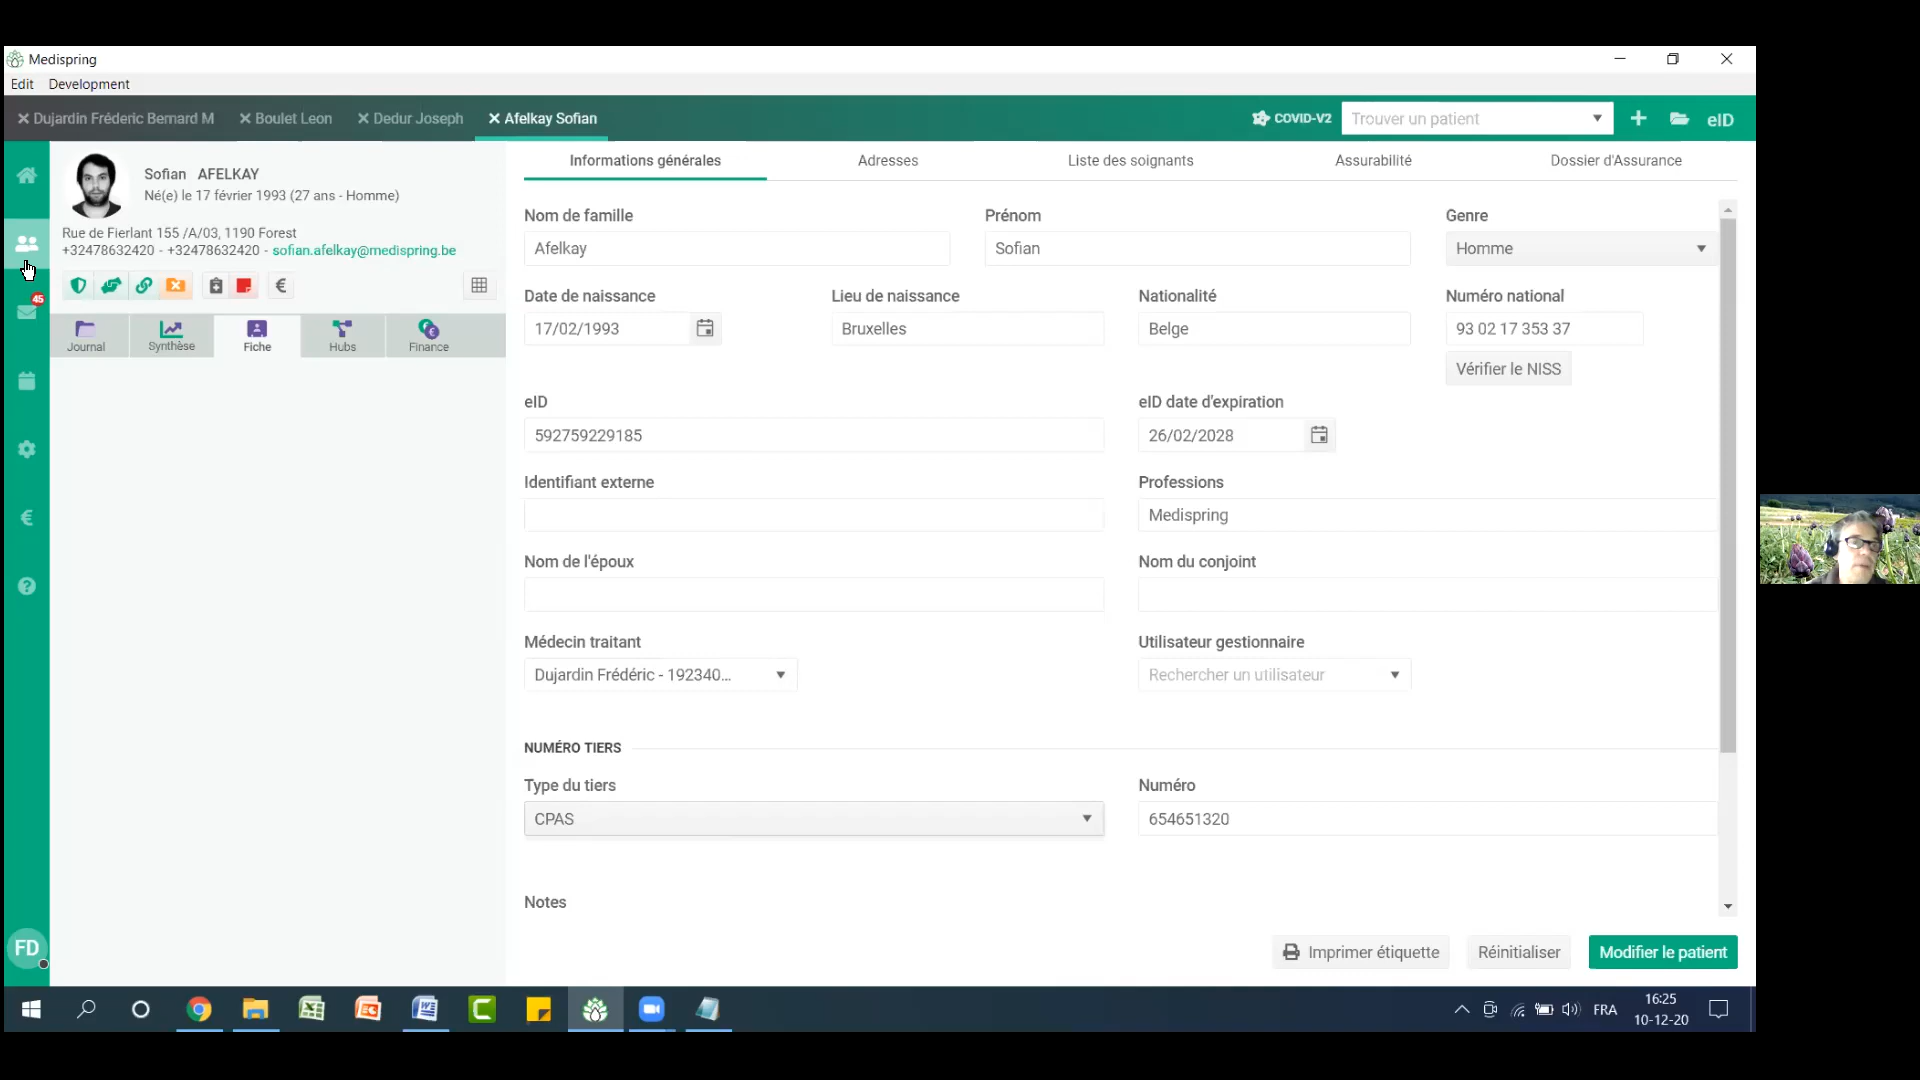 Medispring
Edit Development
Dujardin Fréderic Bernard M Boulet Leon Dedur Joseph Afelkay Sofian COVID-V2 Trouver un patient eID
Sofian AFELKAY
Né(e) le 17 février 1993 (27 ans - Homme)
Rue de Fierlant 155 /A/03, 1190 Forest
+32478632420 - +32478632420 - sofian.afelkay@medispring.be
45
Journal Synthèse Fiche Hubs Finance
Informations générales Adresses Liste des soignants Assurabilité Dossier d'Assurance
Nom de famille Prénom Genre
Afelkay Sofian Homme
Date de naissance Lieu de naissance Nationalité Numéro national
17/02/1993 Bruxelles Belge 93 02 17 353 37
Vérifier le NISS
eID eID date d'expiration
592759229185 26/02/2028
Identifiant externe Professions
Medispring
Nom de l'époux Nom du conjoint
Médecin traitant Utilisateur gestionnaire
Dujardin Frédéric - 192340... Rechercher un utilisateur
NUMÉRO TIERS
Type du tiers Numéro
CPAS 654651320
Notes
FD
Imprimer étiquette Réinitialiser Modifier le patient
FRA 16:25
10-12-20